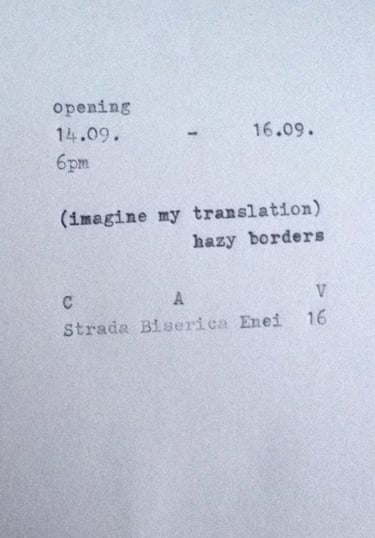 opening
14.09. - 16.09.
6pm
(imagine my translation)
hazy borders
C A V
Strada Biserica Enei 16